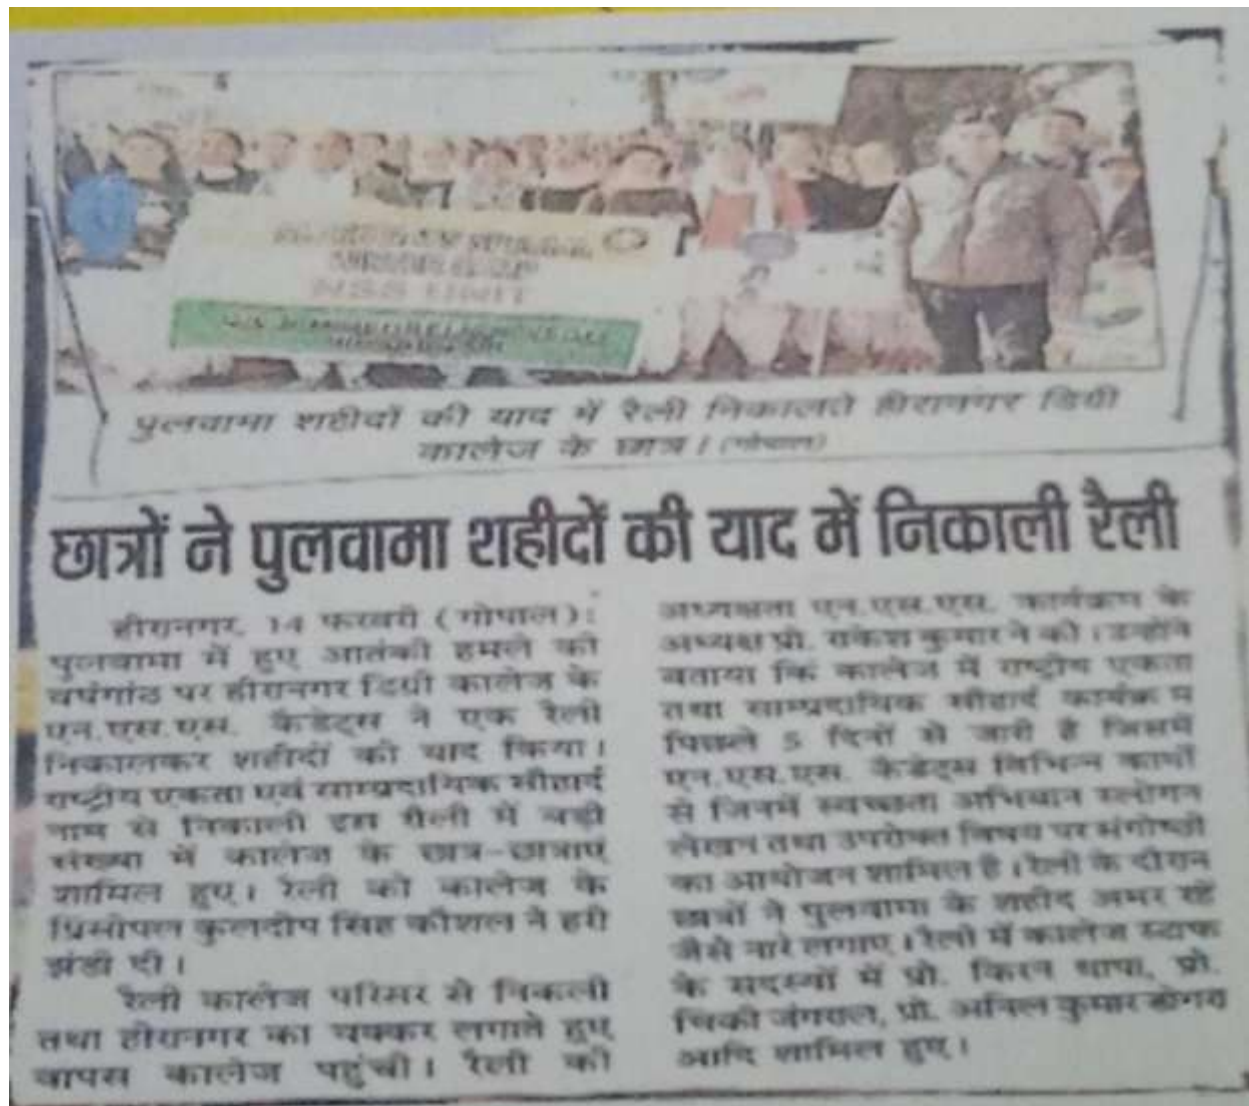 पुलवामा शहीदों की याद में रैली निकालते हीरानगर डिग्री
कालेज के छात्र। (गोपाल)
छात्रों ने पुलवामा शहीदों की याद में निकाली रैली
हीरानगर, 14 फरवरी (गोपाल):
पुलवामा में हुए आतंकी हमले की
वर्षगांठ पर हीरानगर डिग्री कालेज के
एन.एस.एस. कैडेट्स ने एक रैली
निकालकर शहीदों को याद किया।
राष्ट्रीय एकता एवं साम्प्रदायिक सौहार्द
नाम से निकाली इस रैली में बड़ी
संख्या में कालेज के छात्र-छात्राएं
शामिल हुए। रैली को कालेज के
प्रिंसीपल कुलदीप सिंह कौशल ने हरी
झंडी दी।
रैली कालेज परिसर से निकली
तथा हीरानगर का चक्कर लगाते हुए
वापस कालेज पहुंची। रैली की
अध्यक्षता एन.एस.एस. कार्यक्रम के
अध्यक्ष प्रो. राकेश कुमार ने की। उन्होंने
बताया कि कालेज में राष्ट्रीय एकता
तथा साम्प्रदायिक सौहार्द कार्यक्रम
पिछले 5 दिनों से जारी है जिसमें
एन.एस.एस. कैडेट्स विभिन्न कार्यों
से जिनमें स्वच्छता अभियान स्लोगन
लेखन तथा उपरोक्त विषय पर संगोष्ठी
का आयोजन शामिल है। रैली के दौरान
छात्रों ने पुलवामा के शहीद अमर रहें
जैसे नारे लगाए। रैली में कालेज स्टाफ
के सदस्यों में प्रो. किरन थापा, प्रो.
पिंकी जंगराल, प्रो. अनिल कुमार डोगरा
आदि शामिल हुए।